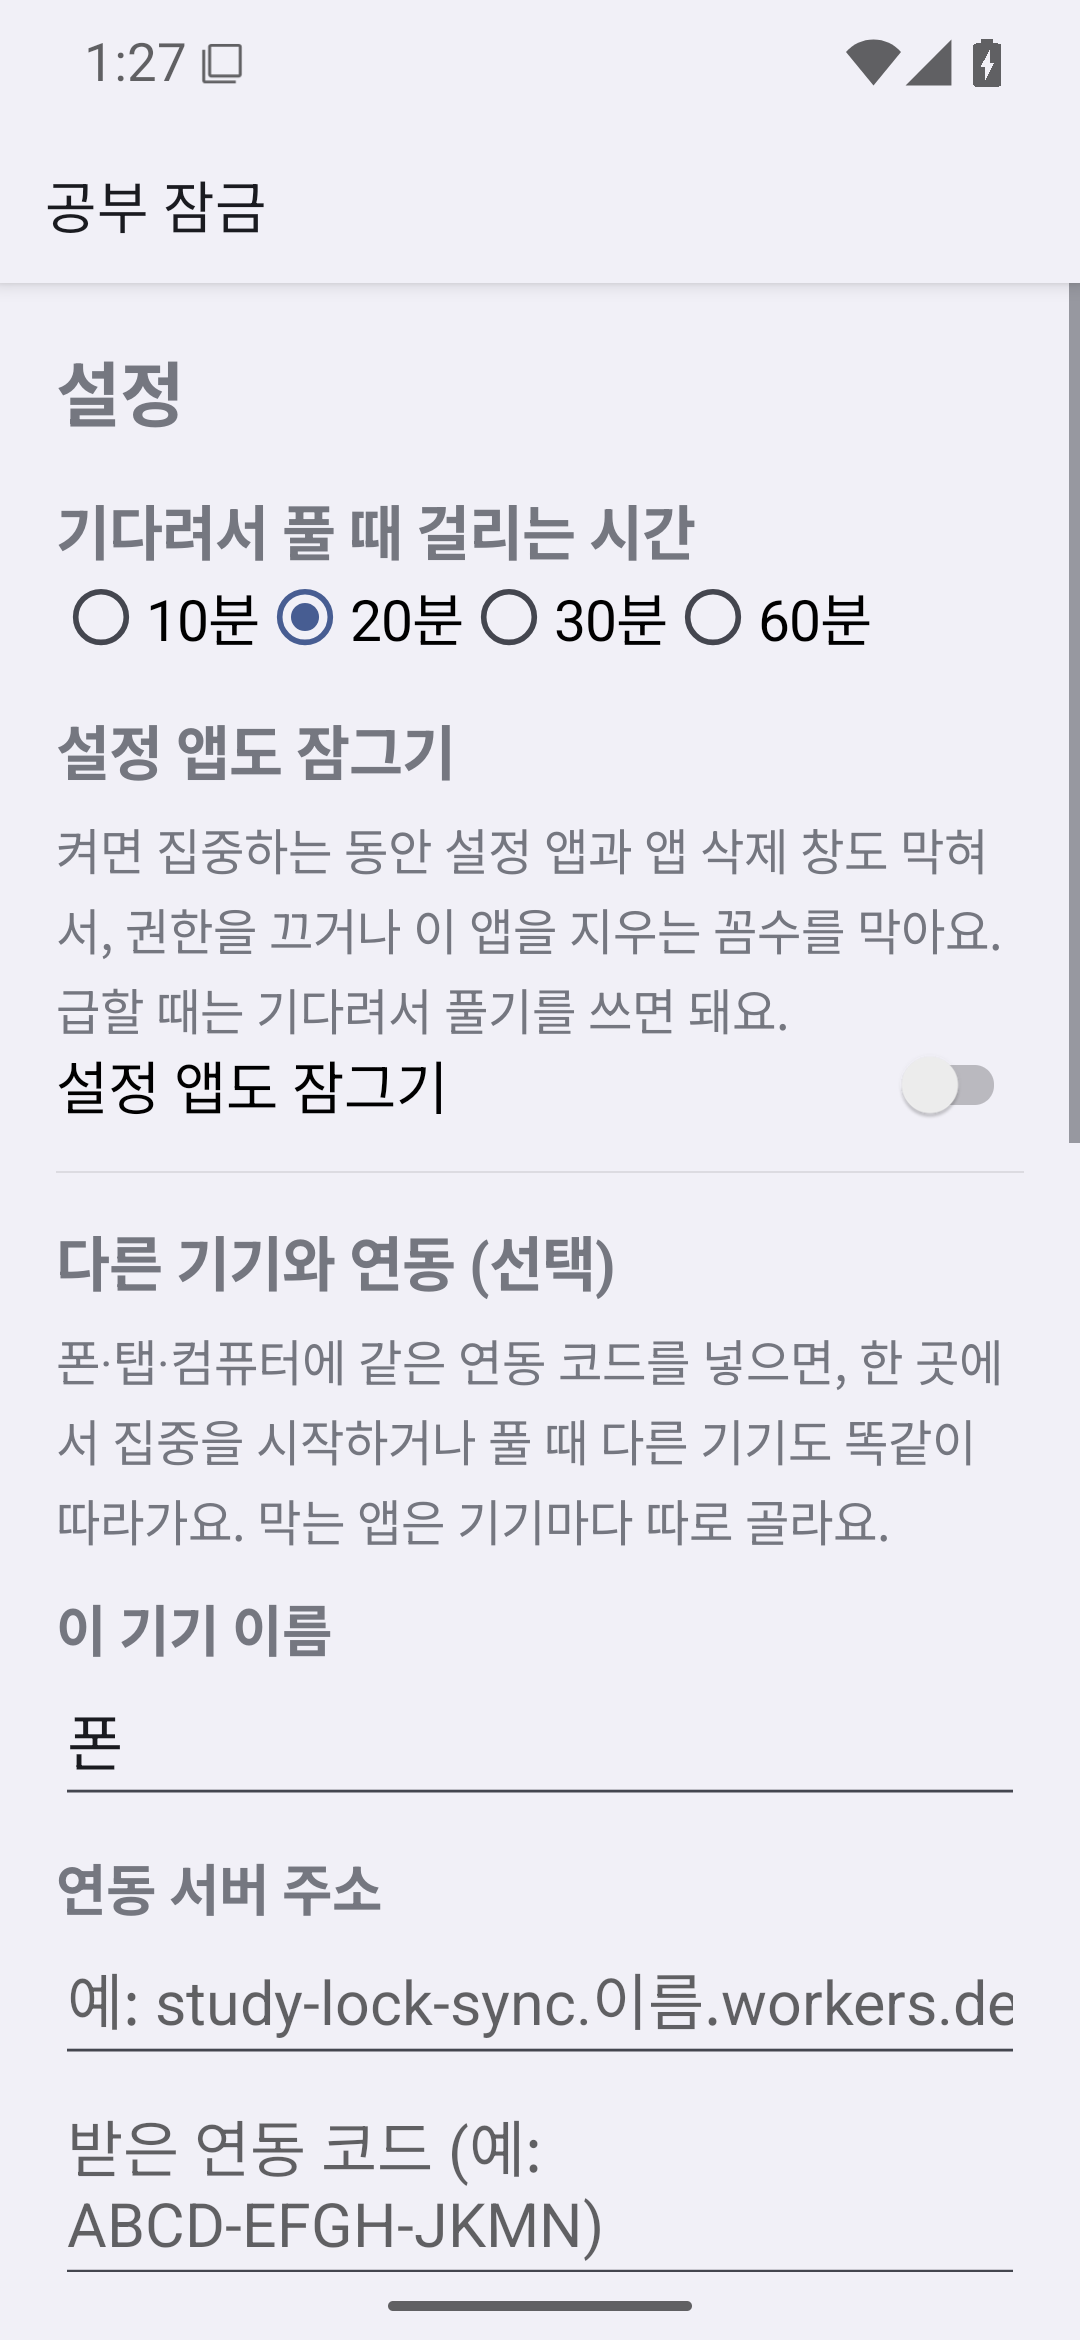 1:27
공부 잠금
설정
기다려서 풀 때 걸리는 시간
10분 20분 30분 60분
설정 앱도 잠그기
켜면 집중하는 동안 설정 앱과 앱 삭제 창도 막혀
서, 권한을 끄거나 이 앱을 지우는 꼼수를 막아요.
급할 때는 기다려서 풀기를 쓰면 돼요.
설정 앱도 잠그기
다른 기기와 연동 (선택)
폰·탭·컴퓨터에 같은 연동 코드를 넣으면, 한 곳에
서 집중을 시작하거나 풀 때 다른 기기도 똑같이
따라가요. 막는 앱은 기기마다 따로 골라요.
이 기기 이름
폰
연동 서버 주소
예: study-lock-sync.이름.workers.de
받은 연동 코드 (예:
ABCD-EFGH-JKMN)